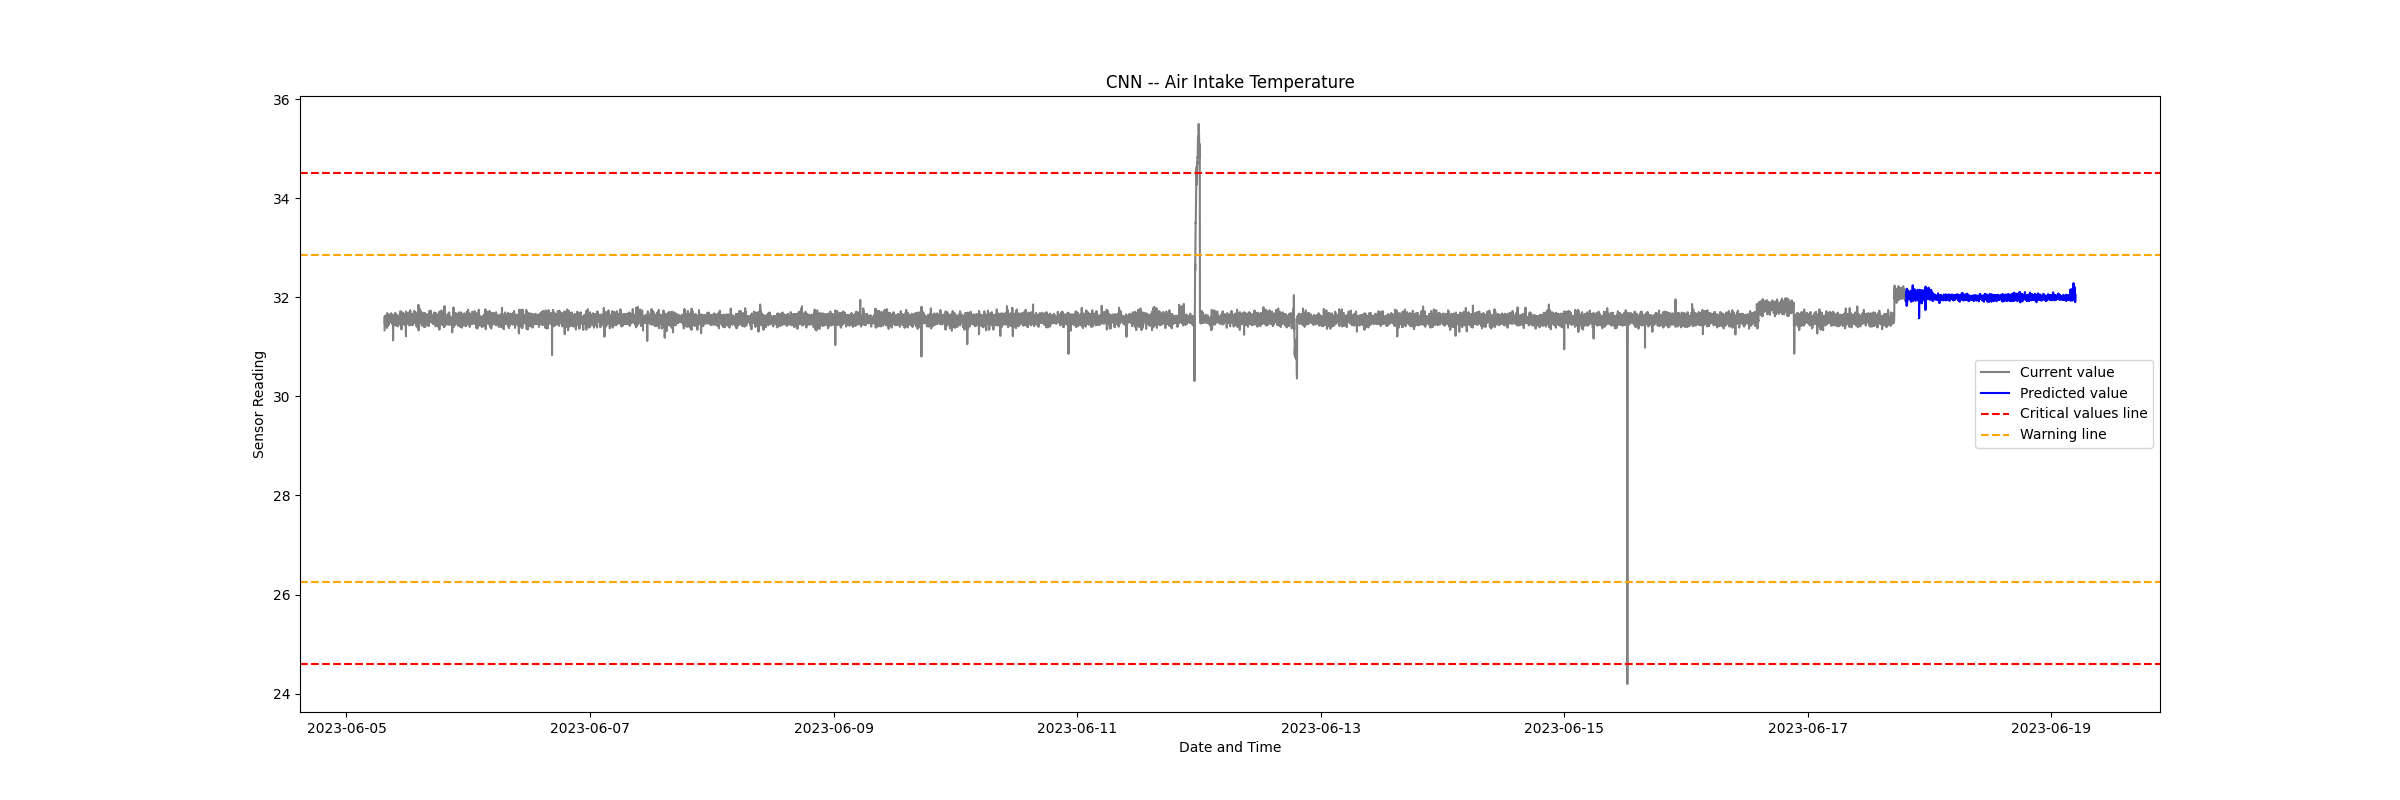 CNN -- Air Intake Temperature
36
34
32
30
28
26
24
Sensor Reading
Current value
Predicted value
Critical values line
Warning line
2023-06-05 2023-06-07 2023-06-09 2023-06-11 2023-06-13 2023-06-15 2023-06-17 2023-06-19
Date and Time